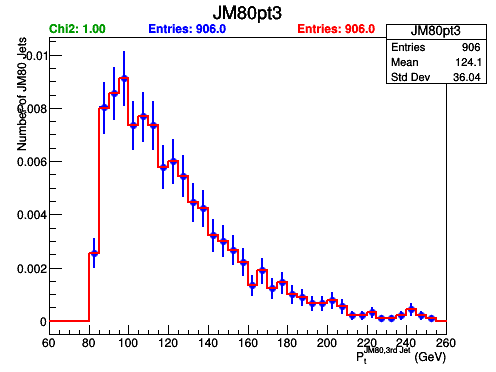 JM80pt3
Chi2: 1.00 Entries: 906.0 Entries: 906.0
JM80pt3
Entries 906
Mean 124.1
Std Dev 36.04
Number of JM80 Jets
0.01
0.008
0.006
0.004
0.002
0
60 80 100 120 140 160 180 200 220 240 260
P_t^JM80,3rd Jet (GeV)